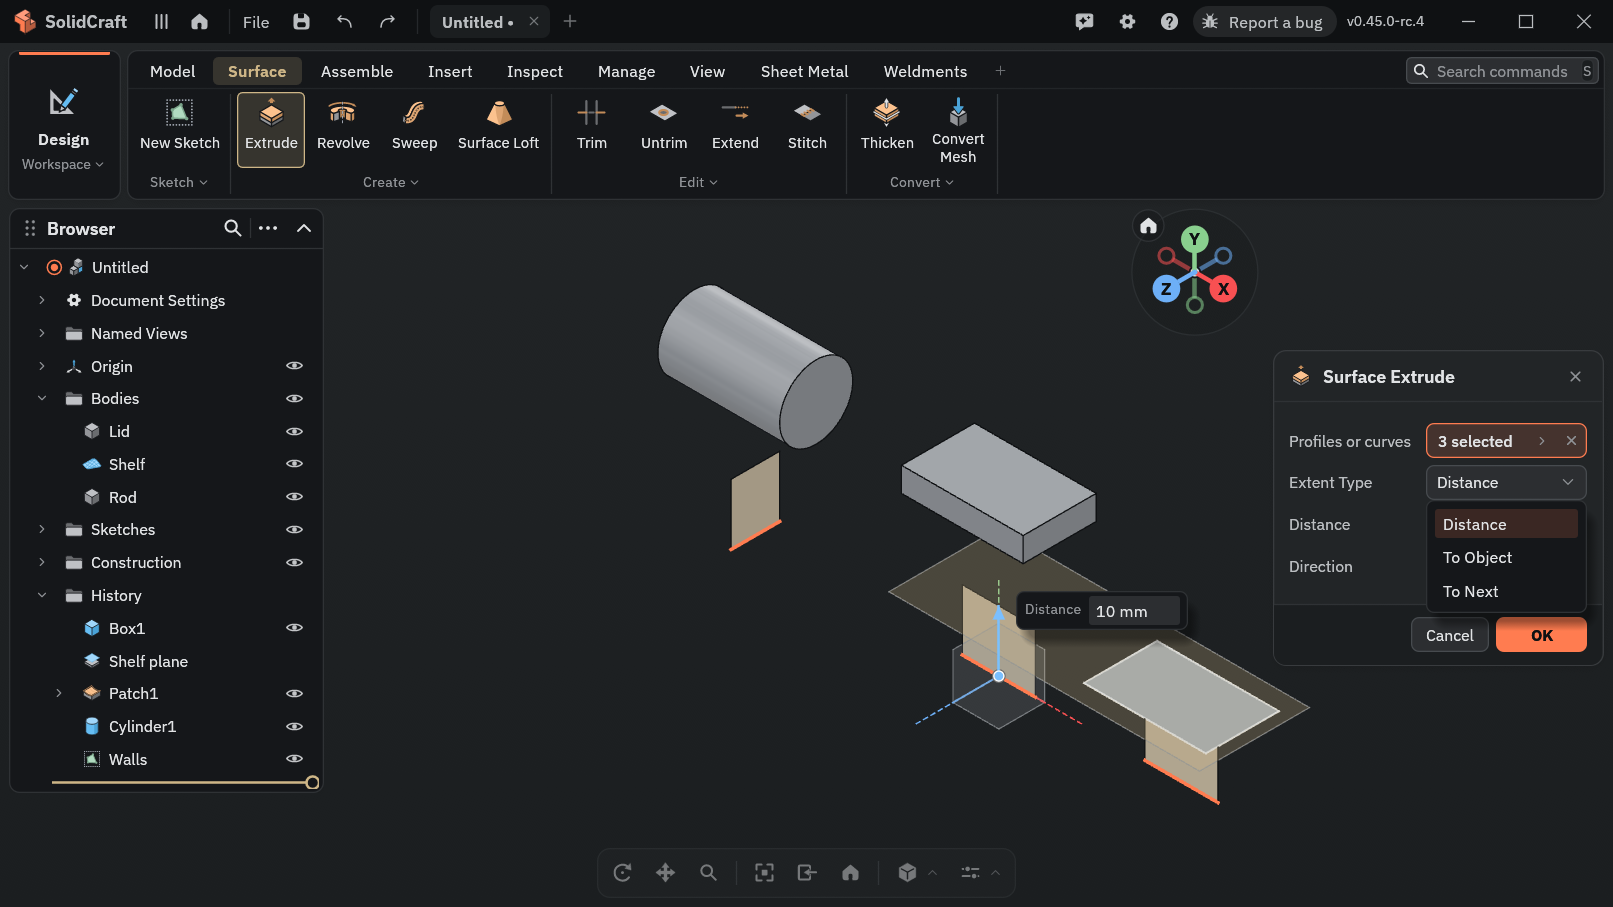 SolidCraft
File
Untitled •
Report a bug
v0.45.0-rc.4
Design
Workspace
Model
Surface
Assemble
Insert
Inspect
Manage
View
Sheet Metal
Weldments
Search commands
S
New Sketch
Extrude
Revolve
Sweep
Surface Loft
Trim
Untrim
Extend
Stitch
Thicken
Convert
Mesh
Sketch
Create
Edit
Convert
Browser
Untitled
Document Settings
Named Views
Origin
Bodies
Lid
Shelf
Rod
Sketches
Construction
History
Box1
Shelf plane
Patch1
Cylinder1
Walls
Y
Z
X
Distance
10 mm
Surface Extrude
Profiles or curves
3 selected
Extent Type
Distance
Distance
Direction
Distance
To Object
To Next
Cancel
OK